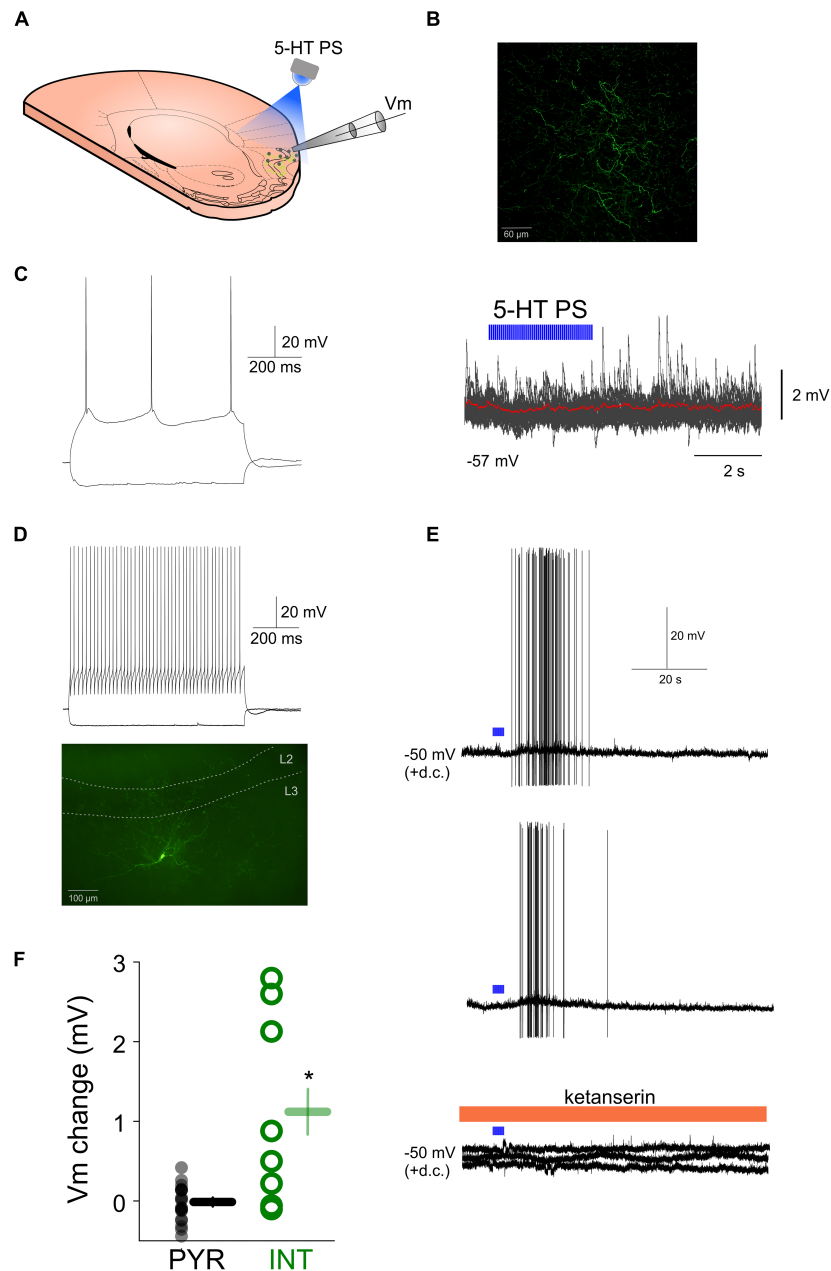 A
5-HT PS
Vm
B
60 µm
C
20 mV
200 ms
5-HT PS
2 mV
-57 mV
2 s
D
20 mV
200 ms
L2
L3
100 µm
E
20 mV
20 s
-50 mV
(+d.c.)
ketanserin
-50 mV
(+d.c.)
F
Vm change (mV)
3
2
1
0
*
PYR
INT